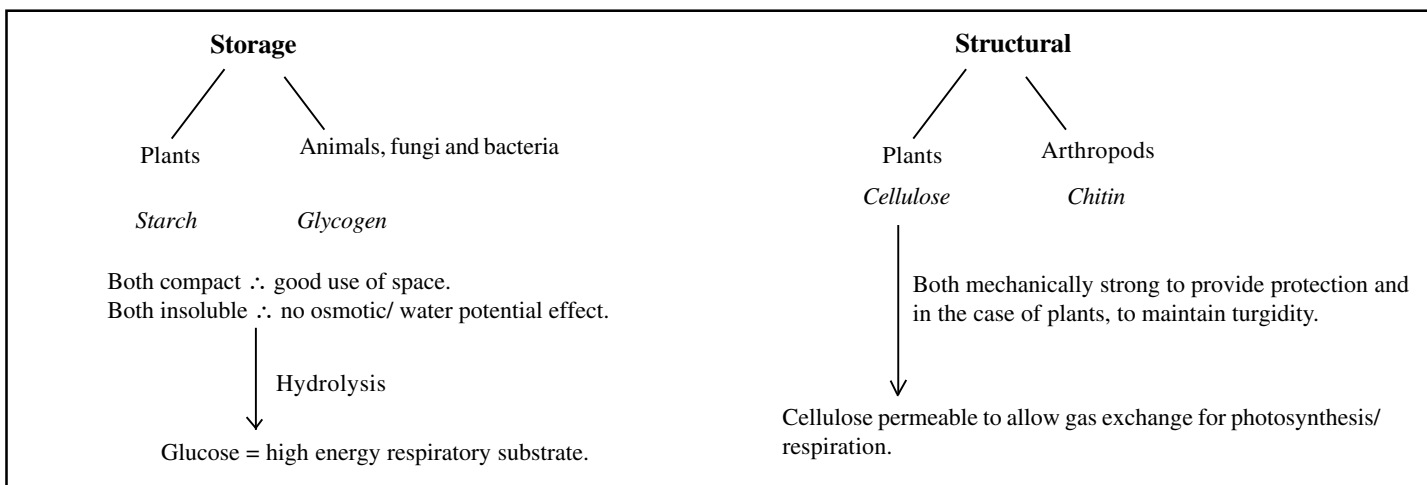 Storage
Plants
Animals, fungi and bacteria
Starch
Glycogen
Both compact ∴ good use of space.
Both insoluble ∴ no osmotic/ water potential effect.
Hydrolysis
Glucose = high energy respiratory substrate.
Structural
Plants
Arthropods
Cellulose
Chitin
Both mechanically strong to provide protection and
in the case of plants, to maintain turgidity.
Cellulose permeable to allow gas exchange for photosynthesis/
respiration.